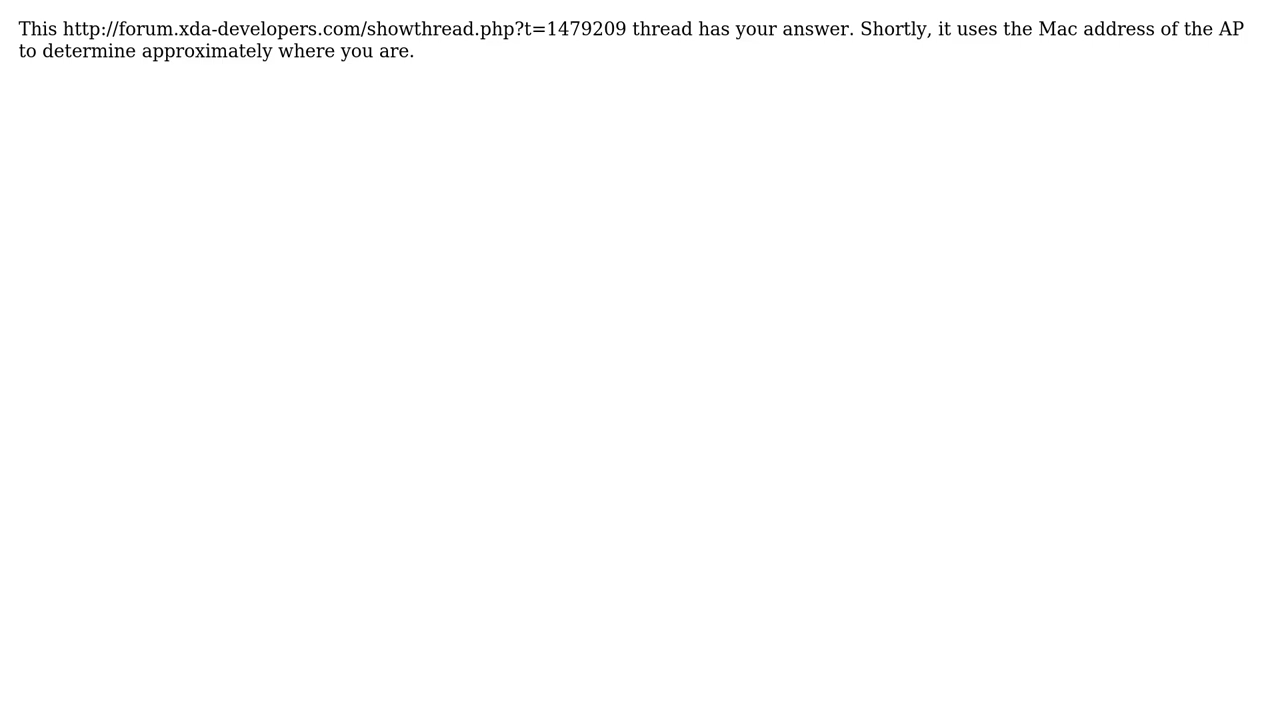 This http://forum.xda-developers.com/showthread.php?t=1479209 thread has your answer. Shortly, it uses the Mac address of the AP
to determine approximately where you are.